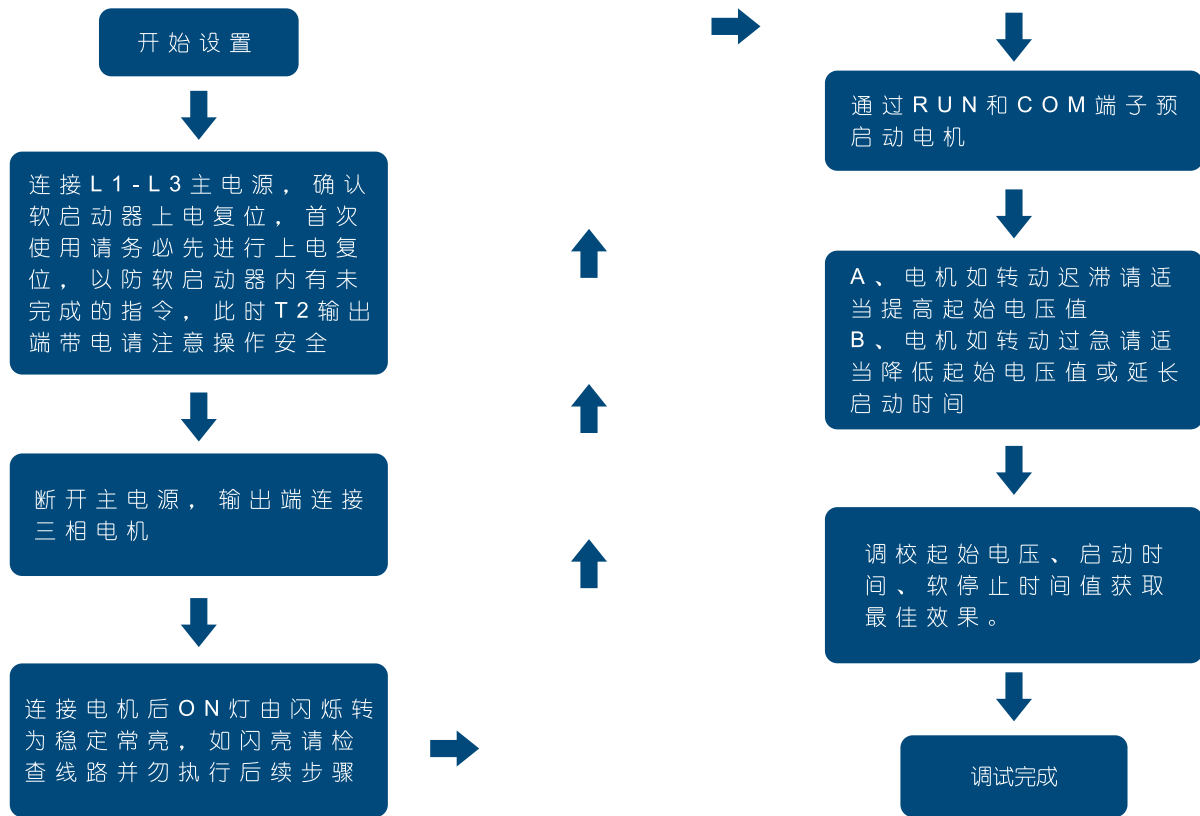 开始设置
连接L1-L3主电源，确认
软启动器上电复位，首次
使用请务必先进行上电复
位，以防软启动器内有未
完成的指令，此时T2输出
端带电请注意操作安全
断开主电源，输出端连接
三相电机
连接电机后ON灯由闪烁转
为稳定常亮，如闪亮请检
查线路并勿执行后续步骤
通过RUN和COM端子预
启动电机
A、电机如转动迟滞请适
当提高起始电压值
B、电机如转动过急请适
当降低起始电压值或延长
启动时间
调校起始电压、启动时
间、软停止时间值获取
最佳效果。
调试完成